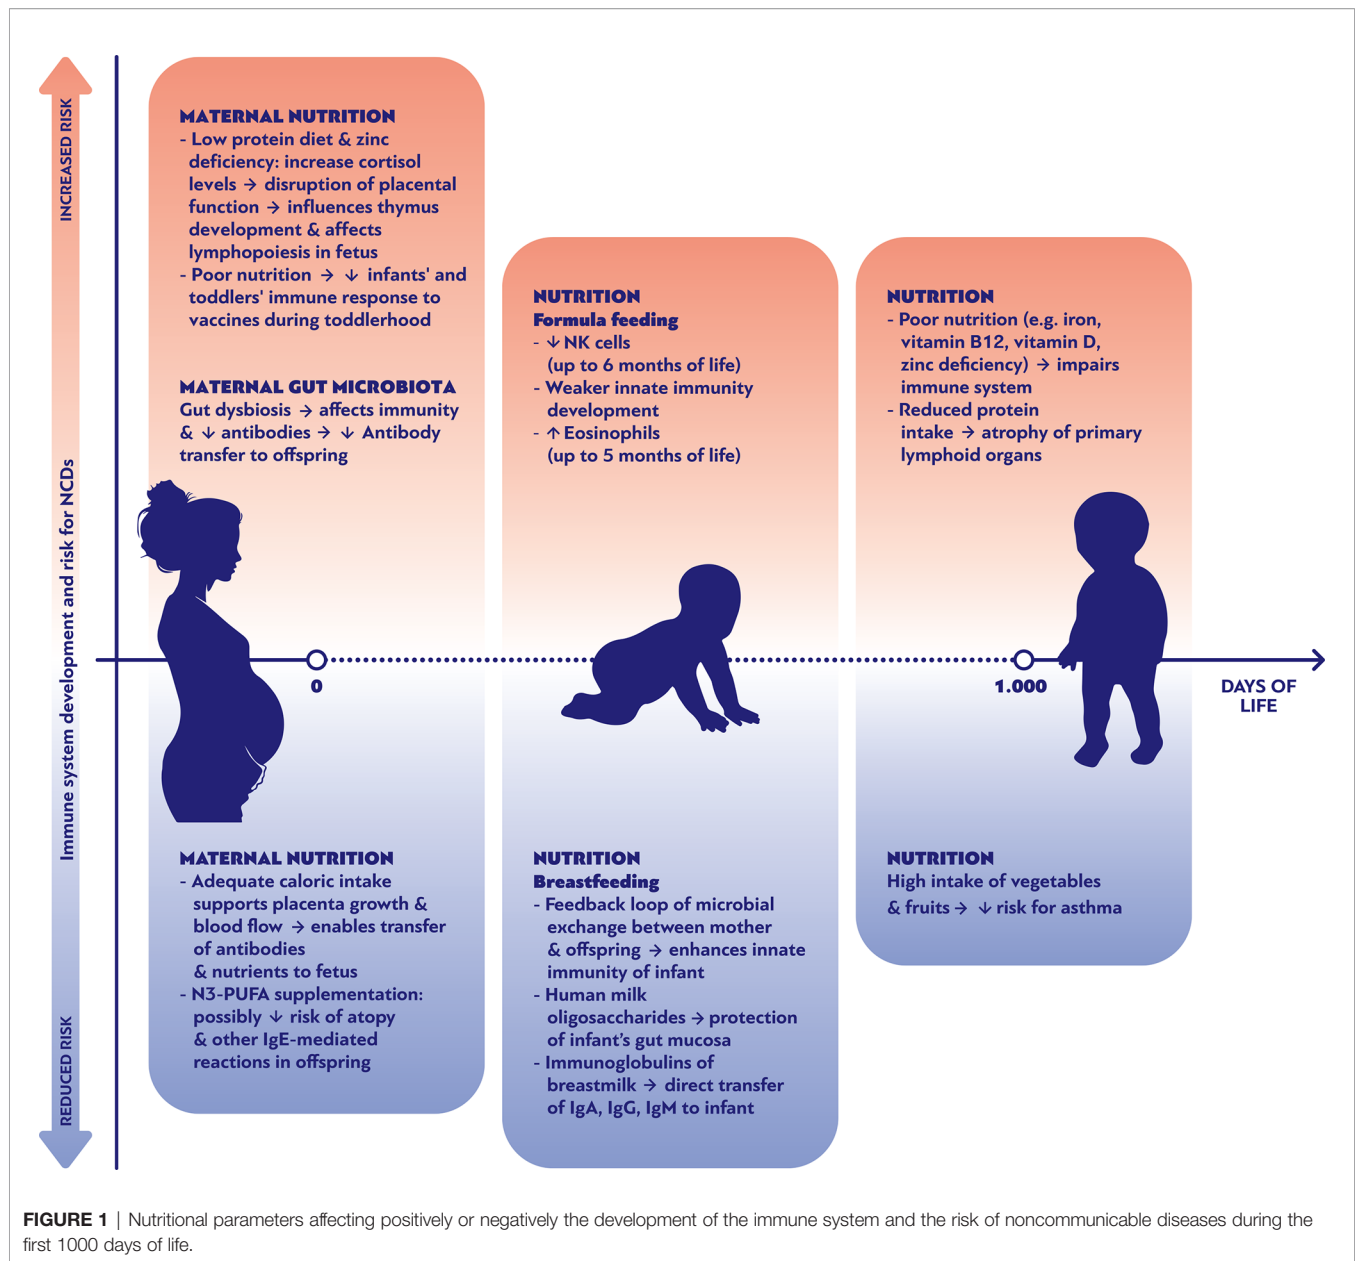 INCREASED RISK
Immune system development and risk for NCDs
REDUCED RISK
MATERNAL NUTRITION
- Low protein diet & zinc
deficiency: increase cortisol
levels → disruption of placental
function → influences thymus
development & affects
lymphopoiesis in fetus
- Poor nutrition → ↓ infants' and
toddlers' immune response to
vaccines during toddlerhood
MATERNAL GUT MICROBIOTA
Gut dysbiosis → affects immunity
& ↓ antibodies → ↓ Antibody
transfer to offspring
NUTRITION
Formula feeding
- ↓ NK cells
(up to 6 months of life)
- Weaker innate immunity
development
- ↑ Eosinophils
(up to 5 months of life)
NUTRITION
- Poor nutrition (e.g. iron,
vitamin B12, vitamin D,
zinc deficiency) → impairs
immune system
- Reduced protein
intake → atrophy of primary
lymphoid organs
0
1.000
DAYS OF
LIFE
MATERNAL NUTRITION
- Adequate caloric intake
supports placenta growth &
blood flow → enables transfer
of antibodies
& nutrients to fetus
- N3-PUFA supplementation:
possibly ↓ risk of atopy
& other IgE-mediated
reactions in offspring
NUTRITION
Breastfeeding
- Feedback loop of microbial
exchange between mother
& offspring → enhances innate
immunity of infant
- Human milk
oligosaccharides → protection
of infant's gut mucosa
- Immunoglobulins of
breastmilk → direct transfer
of IgA, IgG, IgM to infant
NUTRITION
High intake of vegetables
& fruits → ↓ risk for asthma
FIGURE 1 | Nutritional parameters affecting positively or negatively the development of the immune system and the risk of noncommunicable diseases during the
first 1000 days of life.